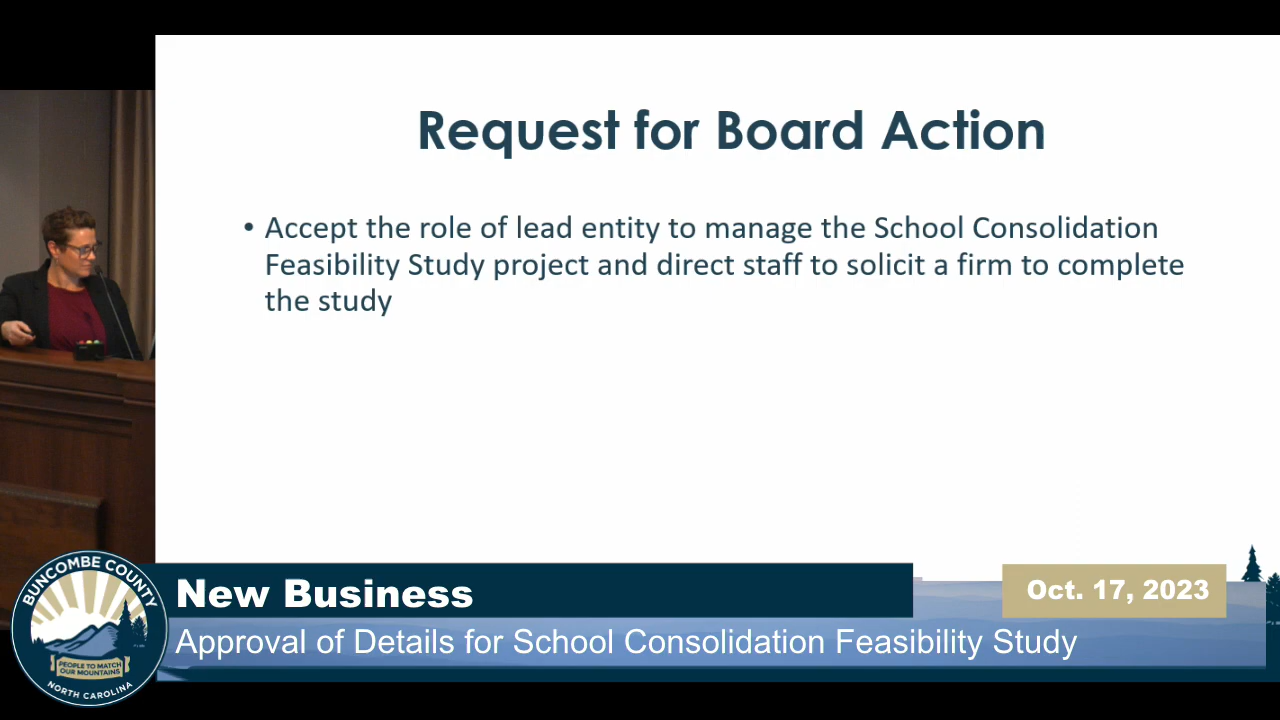 Request for Board Action
• Accept the role of lead entity to manage the School Consolidation
Feasibility Study project and direct staff to solicit a firm to complete
the study
New Business
Oct. 17, 2023
Approval of Details for School Consolidation Feasibility Study
BUNCOMBE COUNTY
PEOPLE TO MATCH
OUR MOUNTAINS
NORTH CAROLINA